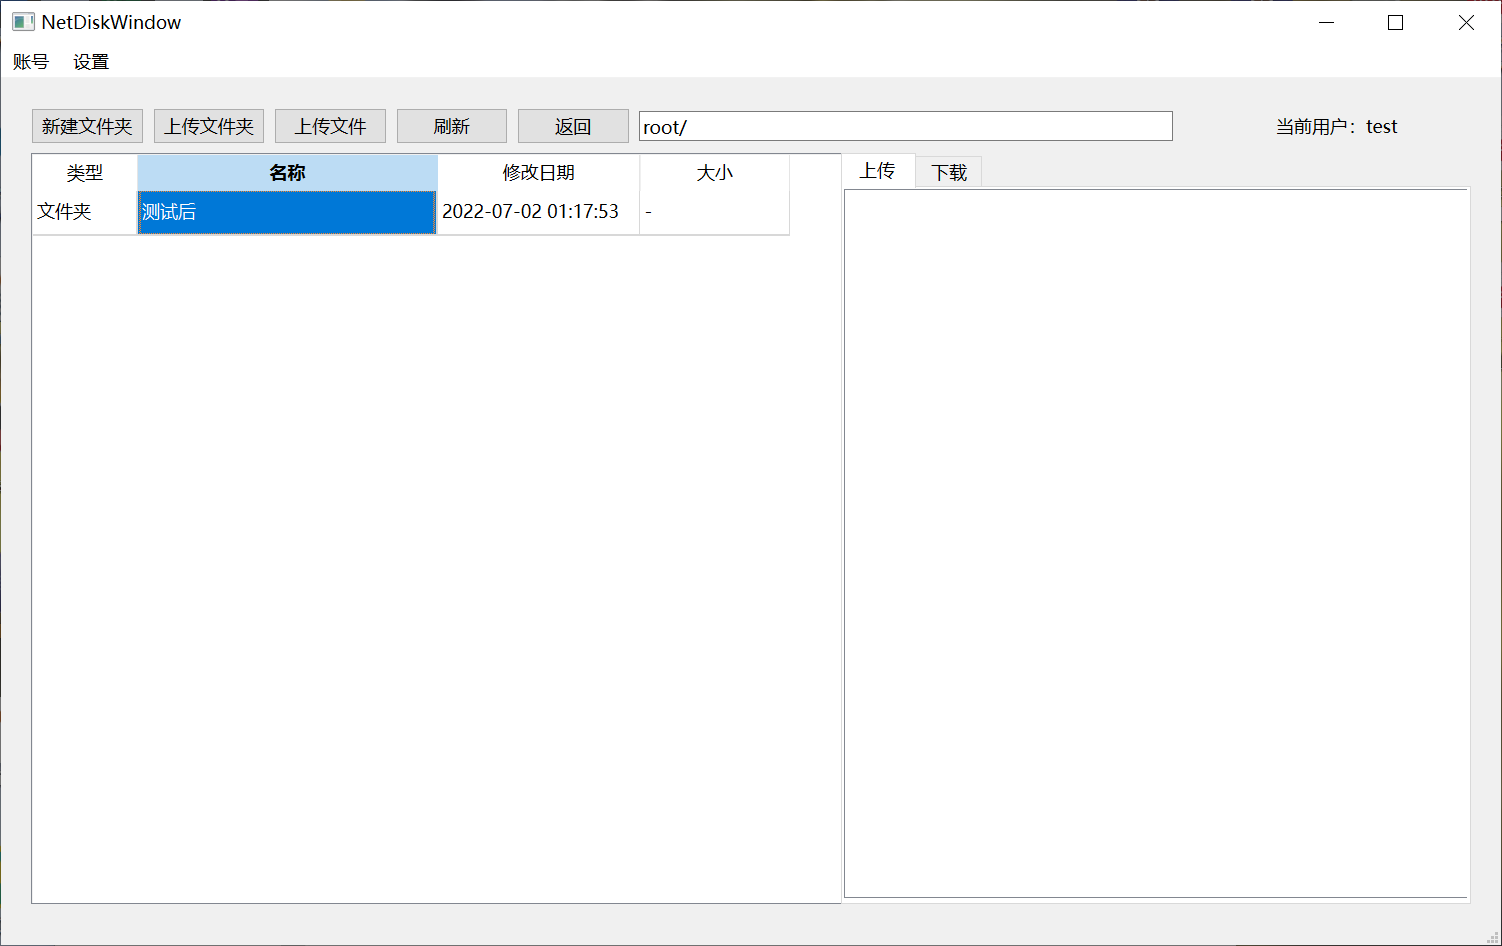 NetDiskWindow
账号 设置
新建文件夹 上传文件夹 上传文件 刷新 返回 root/ 当前用户：test
类型 名称 修改日期 大小 上传 下载
文件夹 测试后 2022-07-02 01:17:53 -